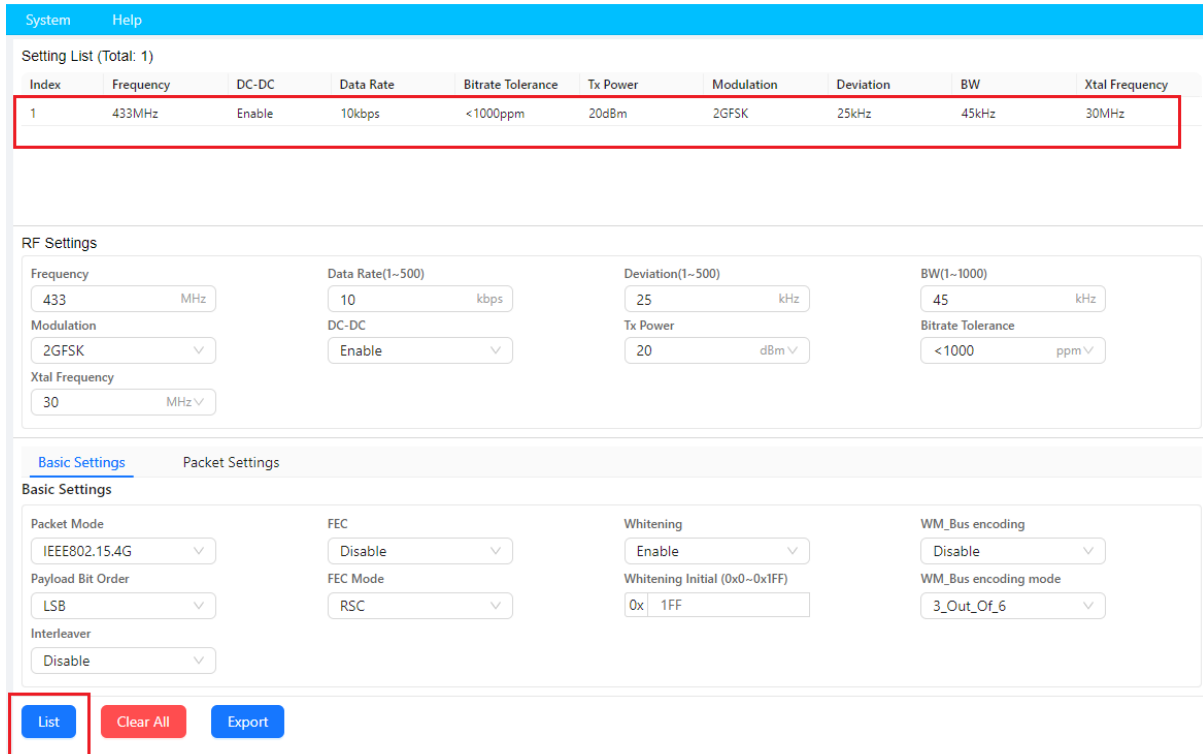 System Help
Setting List (Total: 1)
Index Frequency DC-DC Data Rate Bitrate Tolerance Tx Power Modulation Deviation BW Xtal Frequency
1 433MHz Enable 10kbps <1000ppm 20dBm 2GFSK 25kHz 45kHz 30MHz
RF Settings
Frequency Data Rate(1~500) Deviation(1~500) BW(1~1000)
433 MHz 10 kbps 25 kHz 45 kHz
Modulation DC-DC Tx Power Bitrate Tolerance
2GFSK Enable 20 dBm <1000 ppm
Xtal Frequency
30 MHz
Basic Settings Packet Settings
Basic Settings
Packet Mode FEC Whitening WM_Bus encoding
IEEE802.15.4G Disable Enable Disable
Payload Bit Order FEC Mode Whitening Initial (0x0~0x1FF) WM_Bus encoding mode
LSB RSC 0x 1FF 3_Out_Of_6
Interleaver
Disable
List Clear All Export